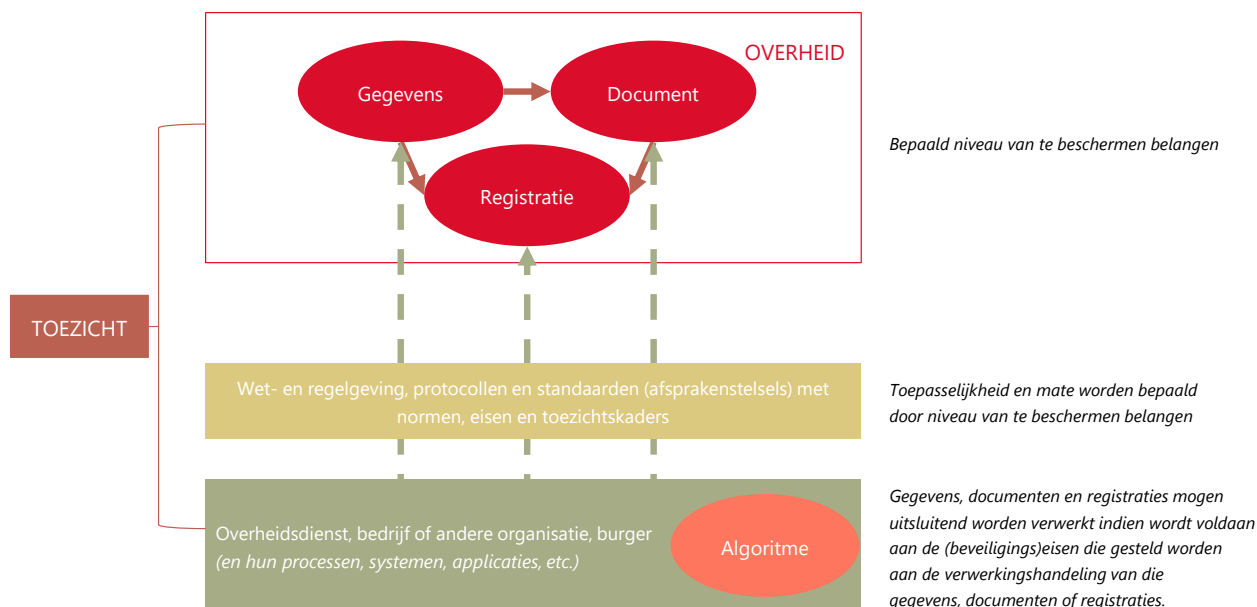 OVERHEID
Gegevens
Document
Registratie
Bepaald niveau van te beschermen belangen
TOEZICHT
Wet- en regelgeving, protocollen en standaarden (afsprakenstelsels) met
normen, eisen en toezichtskaders
Toepasselijkheid en mate worden bepaald
door niveau van te beschermen belangen
Overheidsdienst, bedrijf of andere organisatie, burger
(en hun processen, systemen, applicaties, etc.)
Algoritme
Gegevens, documenten en registraties mogen
uitsluitend worden verwerkt indien wordt voldaan
aan de (beveiligings)eisen die gesteld worden
aan de verwerkingshandeling van die
gegevens, documenten of registraties.